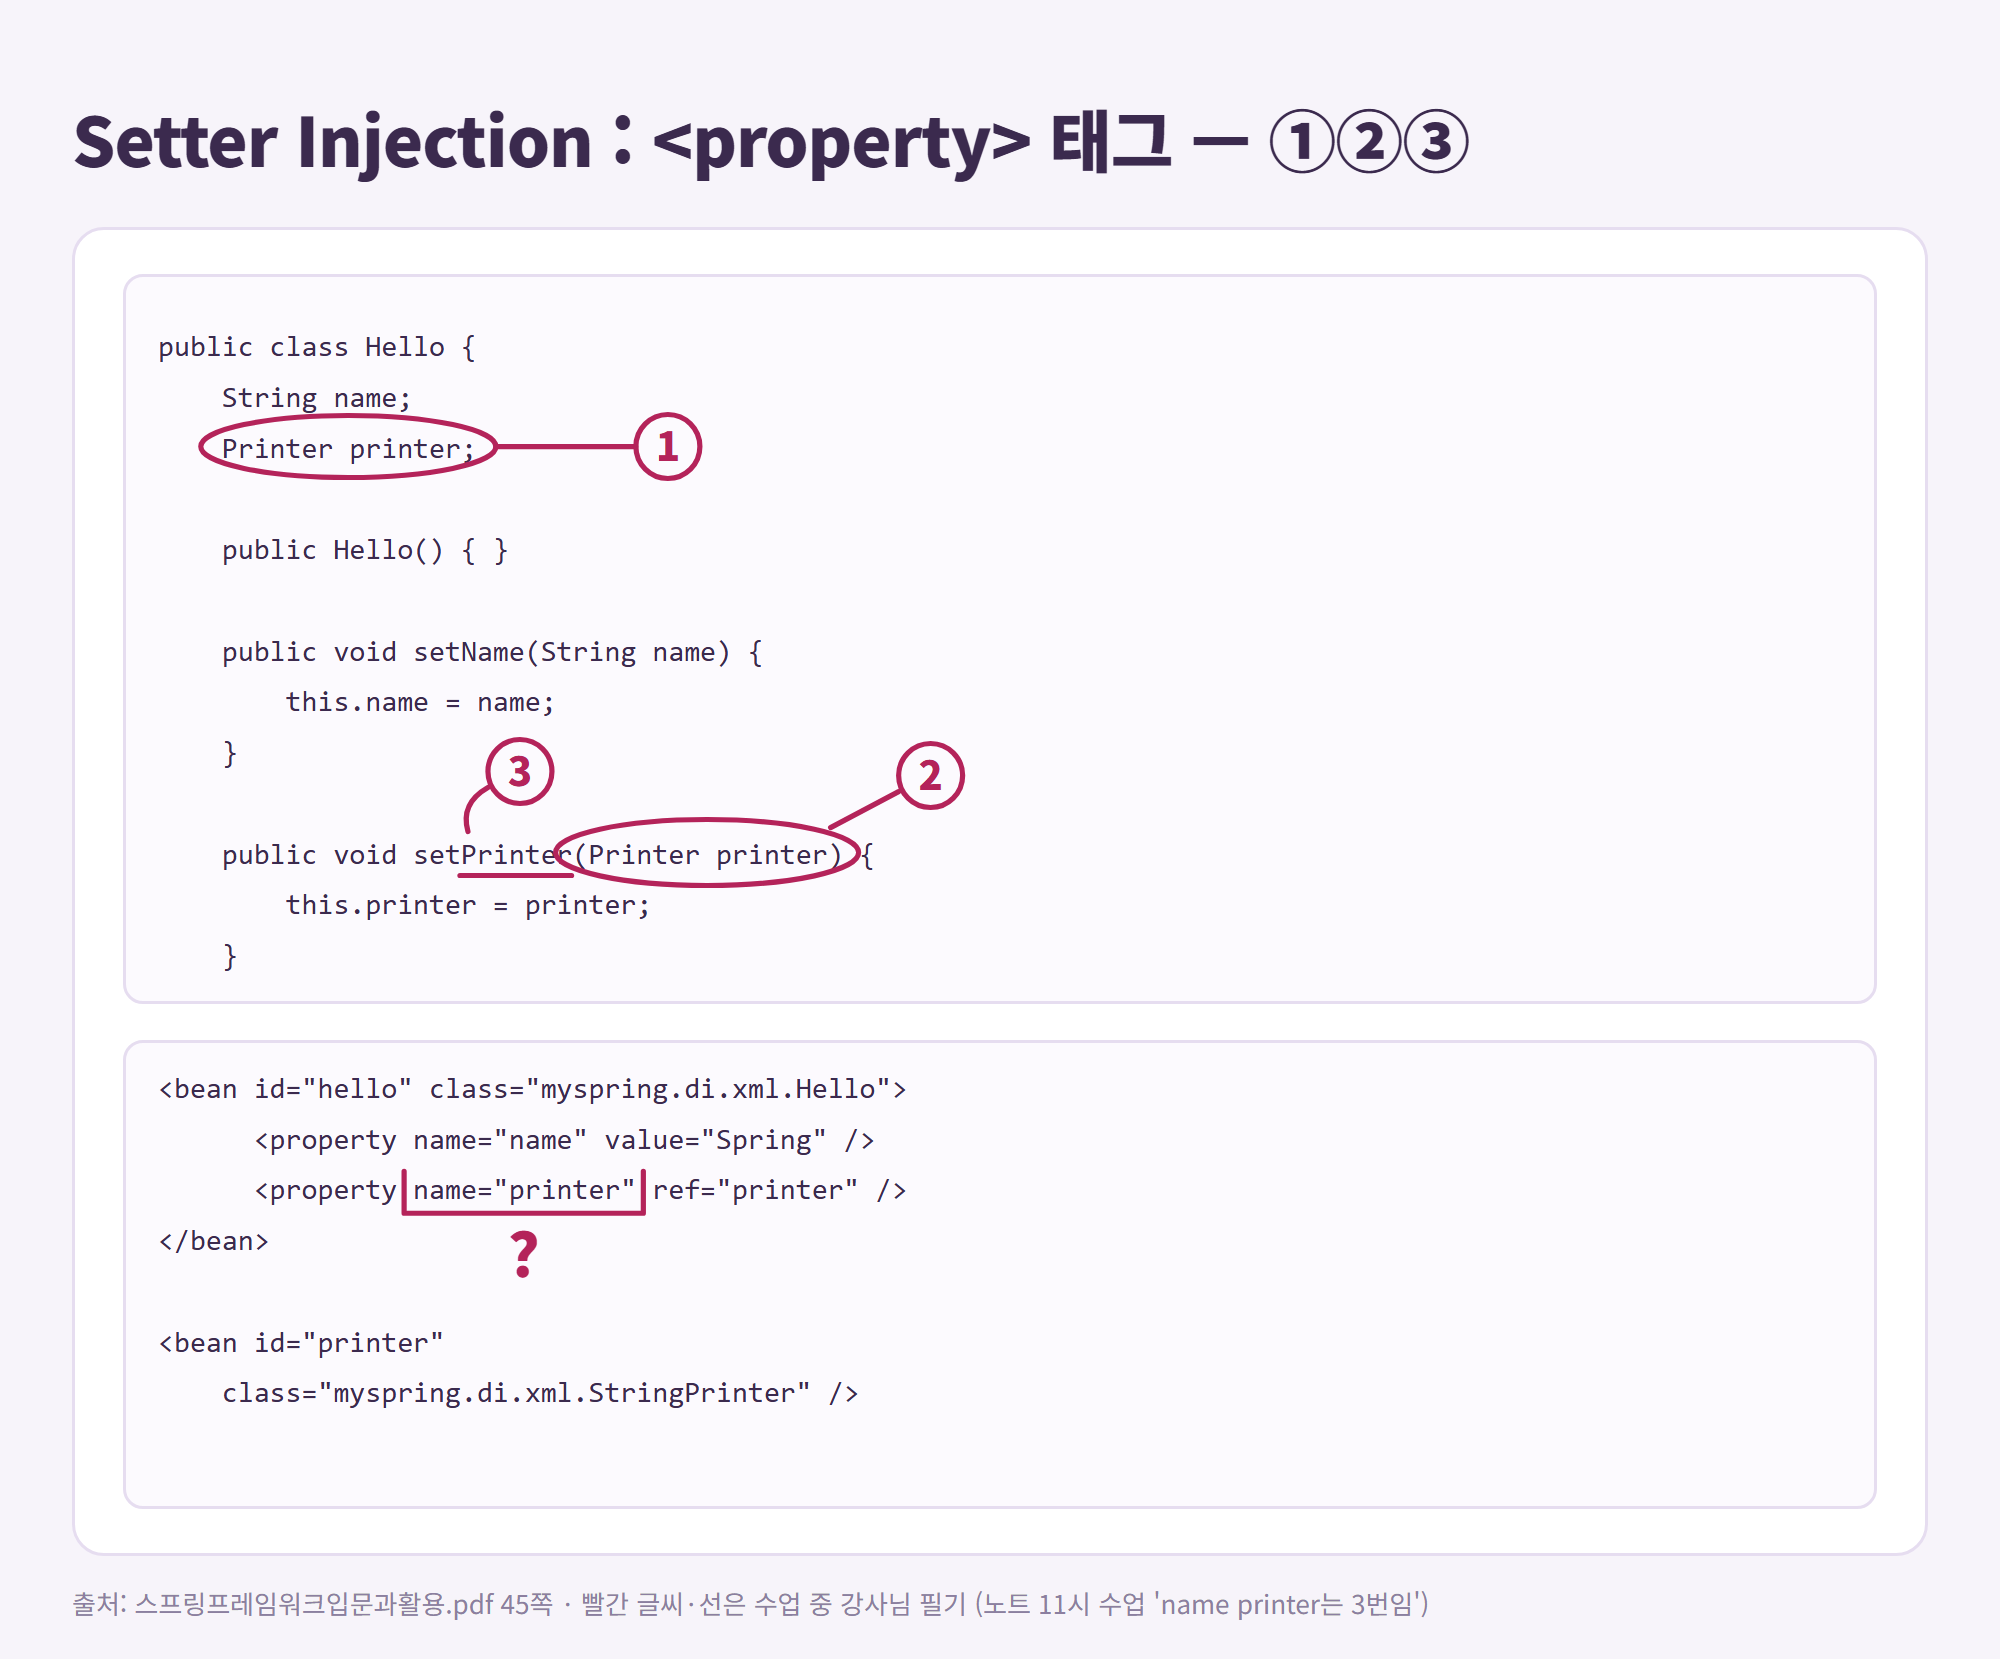 Setter Injection : <property> 태그 — ①②③
public class Hello {
String name;
Printer printer;
1
public Hello() { }
public void setName(String name) {
this.name = name;
}
3
2
public void setPrinter(Printer printer) {
this.printer = printer;
}
<bean id="hello" class="myspring.di.xml.Hello">
<property name="name" value="Spring" />
<property name="printer" ref="printer" />
</bean>
?
<bean id="printer"
class="myspring.di.xml.StringPrinter" />
출처: 스프링프레임워크입문과활용.pdf 45쪽 · 빨간 글씨·선은 수업 중 강사님 필기 (노트 11시 수업 'name printer는 3번임')